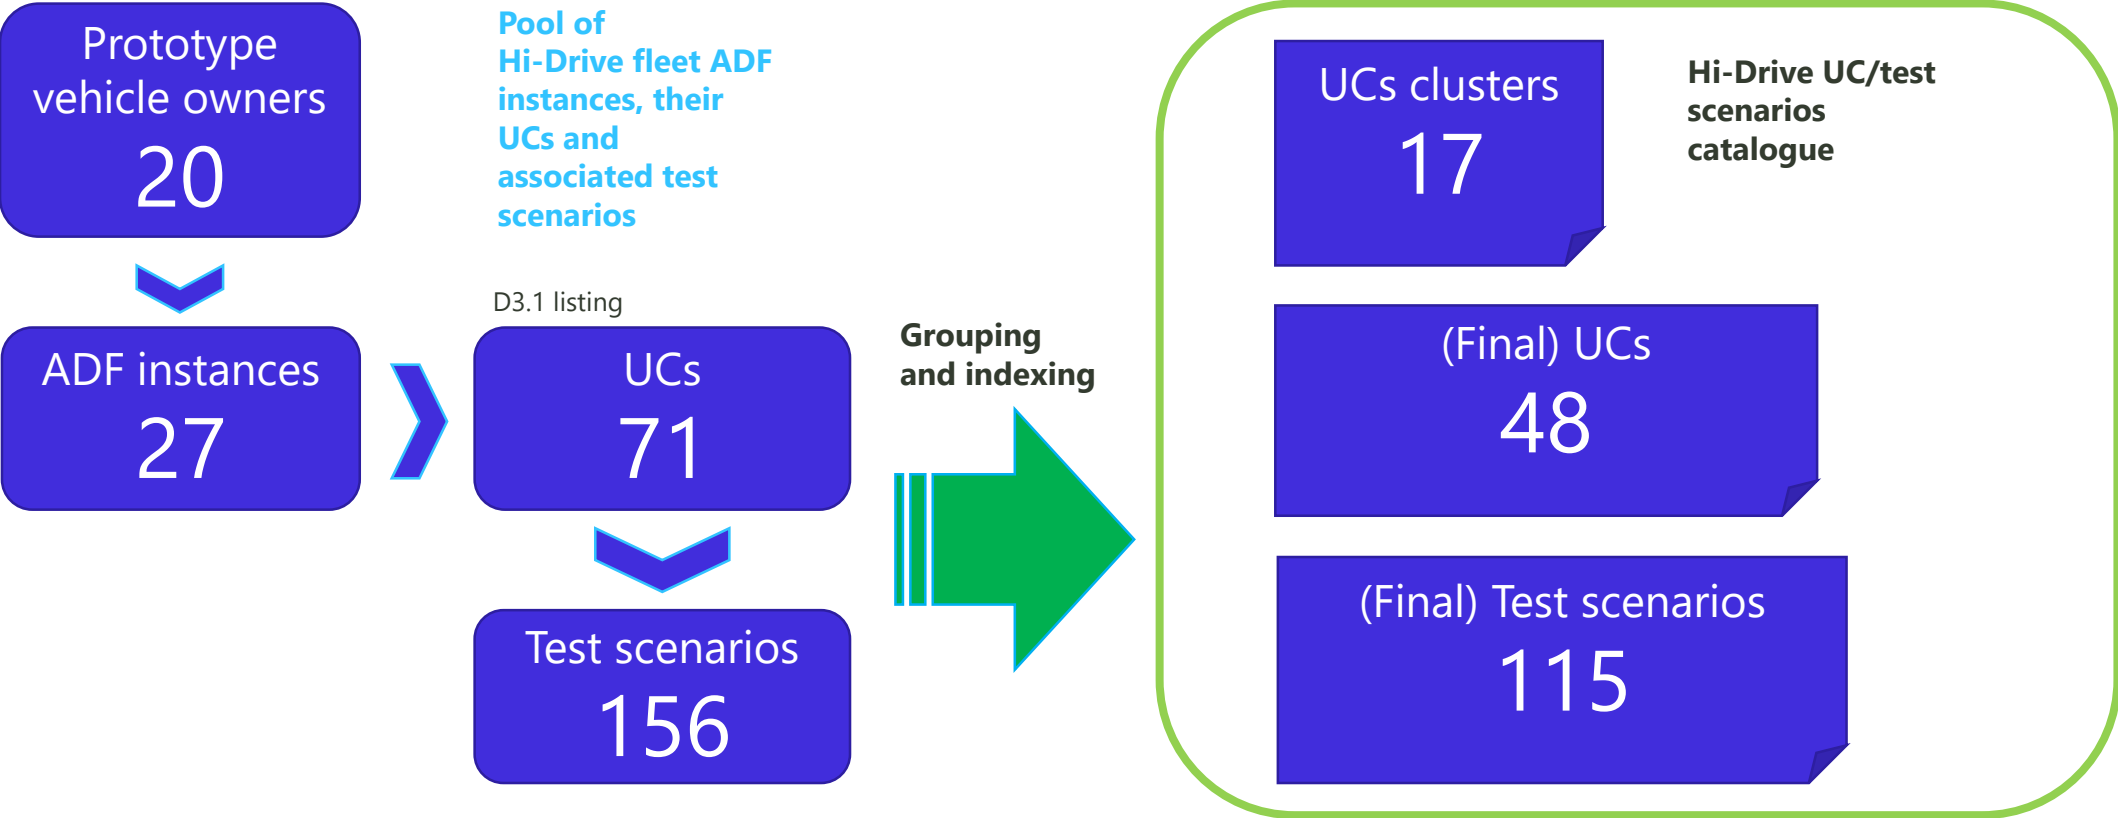 Prototype
vehicle owners
20
ADF instances
27
Pool of
Hi-Drive fleet ADF
instances, their
UCs and
associated test
scenarios
D3.1 listing
UCs
71
Test scenarios
156
Grouping
and indexing
UCs clusters
17
Hi-Drive UC/test
scenarios
catalogue
(Final) UCs
48
(Final) Test scenarios
115